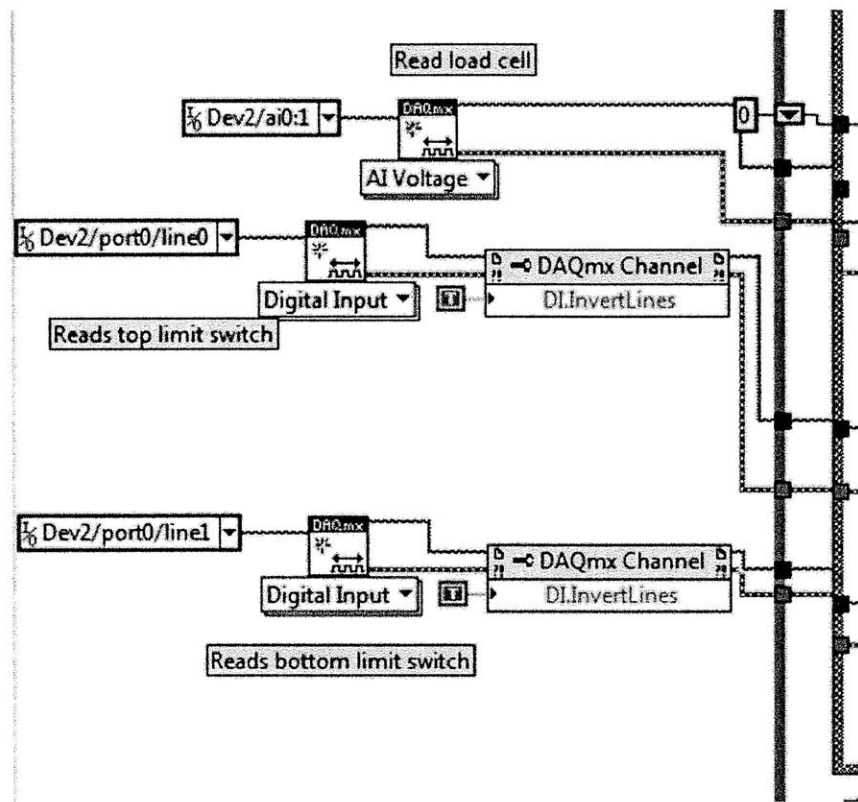 Read load cell
DAQmx
I/O Dev2/ai0:1
0
AI Voltage
DAQmx
I/O Dev2/port0/line0
DAQmx Channel
Digital Input
T
DI.InvertLines
Reads top limit switch
DAQmx
I/O Dev2/port0/line1
DAQmx Channel
Digital Input
T
DI.InvertLines
Reads bottom limit switch